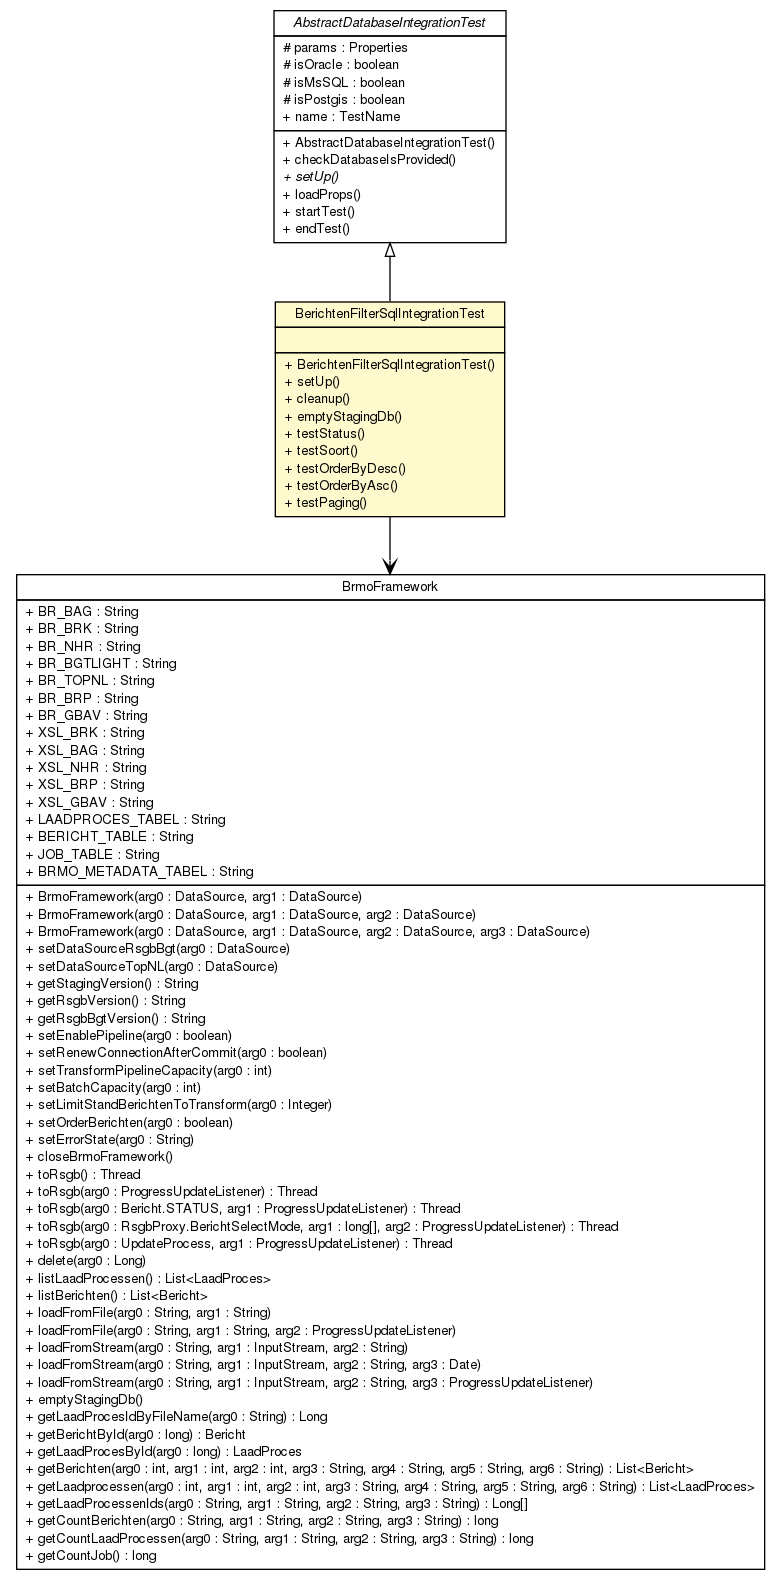 AbstractDatabaseIntegrationTest
# params : Properties
# isOracle : boolean
# isMsSQL : boolean
# isPostgis : boolean
+ name : TestName
+ AbstractDatabaseIntegrationTest()
+ checkDatabaseIsProvided()
+ setUp()
+ loadProps()
+ startTest()
+ endTest()
BerichtenFilterSqlIntegrationTest
+ BerichtenFilterSqlIntegrationTest()
+ setUp()
+ cleanup()
+ emptyStagingDb()
+ testStatus()
+ testSoort()
+ testOrderByDesc()
+ testOrderByAsc()
+ testPaging()
BrmoFramework
+ BR_BAG : String
+ BR_BRK : String
+ BR_NHR : String
+ BR_BGTLIGHT : String
+ BR_TOPNL : String
+ BR_BRP : String
+ BR_GBAV : String
+ XSL_BRK : String
+ XSL_BAG : String
+ XSL_NHR : String
+ XSL_BRP : String
+ XSL_GBAV : String
+ LAADPROCES_TABEL : String
+ BERICHT_TABLE : String
+ JOB_TABLE : String
+ BRMO_METADATA_TABEL : String
+ BrmoFramework(arg0 : DataSource, arg1 : DataSource)
+ BrmoFramework(arg0 : DataSource, arg1 : DataSource, arg2 : DataSource)
+ BrmoFramework(arg0 : DataSource, arg1 : DataSource, arg2 : DataSource, arg3 : DataSource)
+ setDataSourceRsgbBgt(arg0 : DataSource)
+ setDataSourceTopNL(arg0 : DataSource)
+ getStagingVersion() : String
+ getRsgbVersion() : String
+ getRsgbBgtVersion() : String
+ setEnablePipeline(arg0 : boolean)
+ setRenewConnectionAfterCommit(arg0 : boolean)
+ setTransformPipelineCapacity(arg0 : int)
+ setBatchCapacity(arg0 : int)
+ setLimitStandBerichtenToTransform(arg0 : Integer)
+ setOrderBerichten(arg0 : boolean)
+ setErrorState(arg0 : String)
+ closeBrmoFramework()
+ toRsgb() : Thread
+ toRsgb(arg0 : ProgressUpdateListener) : Thread
+ toRsgb(arg0 : Bericht.STATUS, arg1 : ProgressUpdateListener) : Thread
+ toRsgb(arg0 : RsgbProxy.BerichtSelectMode, arg1 : long[], arg2 : ProgressUpdateListener) : Thread
+ toRsgb(arg0 : UpdateProcess, arg1 : ProgressUpdateListener) : Thread
+ delete(arg0 : Long)
+ listLaadProcessen() : List<LaadProces>
+ listBerichten() : List<Bericht>
+ loadFromFile(arg0 : String, arg1 : String)
+ loadFromFile(arg0 : String, arg1 : String, arg2 : ProgressUpdateListener)
+ loadFromStream(arg0 : String, arg1 : InputStream, arg2 : String)
+ loadFromStream(arg0 : String, arg1 : InputStream, arg2 : String, arg3 : Date)
+ loadFromStream(arg0 : String, arg1 : InputStream, arg2 : String, arg3 : ProgressUpdateListener)
+ emptyStagingDb()
+ getLaadProcesIdByFileName(arg0 : String) : Long
+ getBerichtById(arg0 : long) : Bericht
+ getLaadProcesById(arg0 : long) : LaadProces
+ getBerichten(arg0 : int, arg1 : int, arg2 : int, arg3 : String, arg4 : String, arg5 : String, arg6 : String) : List<Bericht>
+ getLaadprocessen(arg0 : int, arg1 : int, arg2 : int, arg3 : String, arg4 : String, arg5 : String, arg6 : String) : List<LaadProces>
+ getLaadProcessenIds(arg0 : String, arg1 : String, arg2 : String, arg3 : String) : Long[]
+ getCountBerichten(arg0 : String, arg1 : String, arg2 : String, arg3 : String) : long
+ getCountLaadProcessen(arg0 : String, arg1 : String, arg2 : String, arg3 : String) : long
+ getCountJob() : long